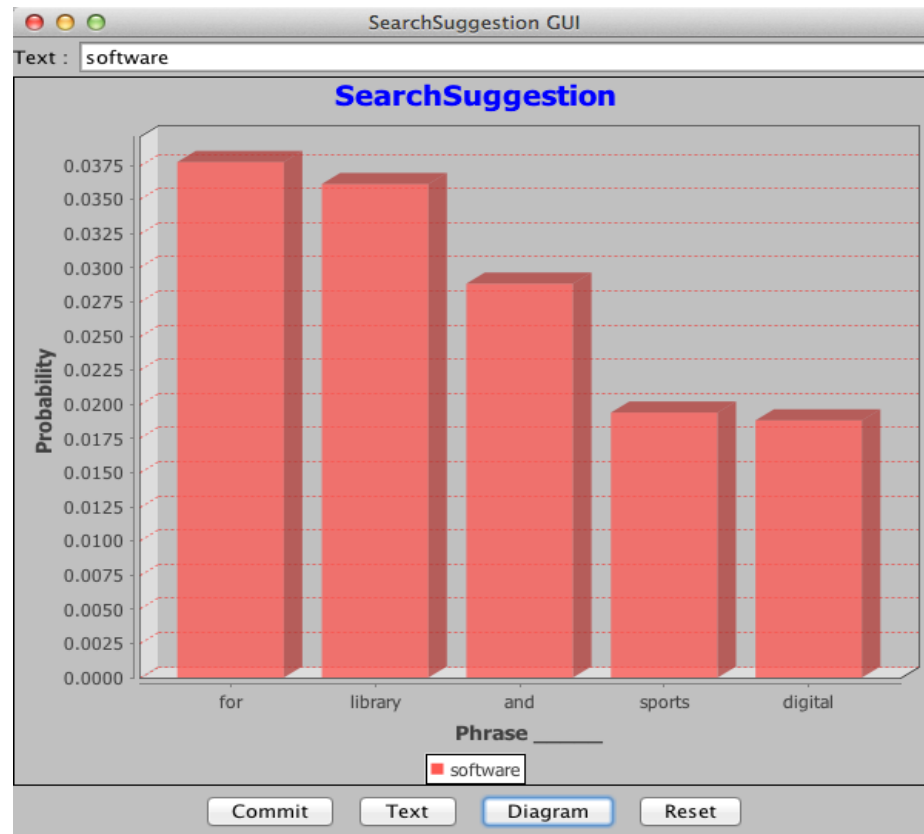 SearchSuggestion GUI
Text : software
SearchSuggestion
0.0375
0.0350
0.0325
0.0300
0.0275
0.0250
0.0225
0.0200
0.0175
0.0150
0.0125
0.0100
0.0075
0.0050
0.0025
0.0000
Probability
for library and sports digital
Phrase ______
software
Commit Text Diagram Reset